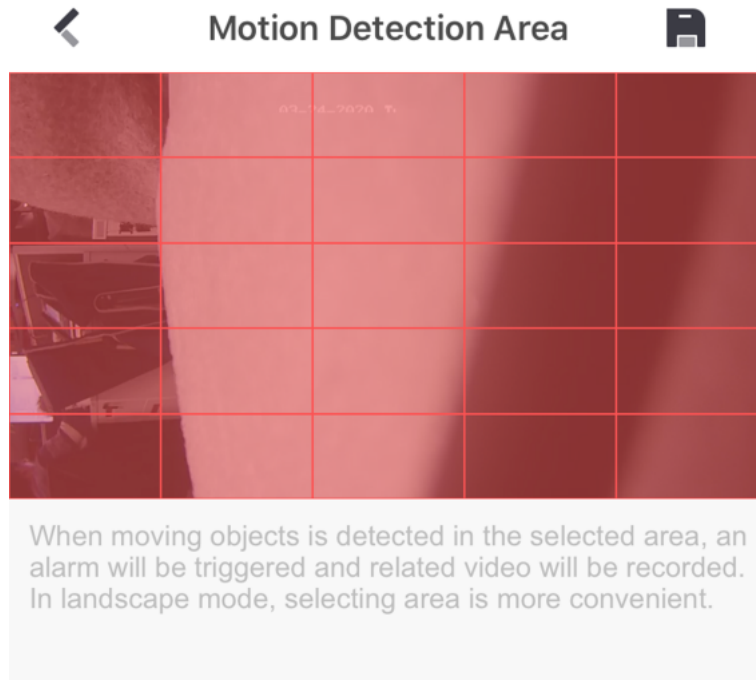 Motion Detection Area
When moving objects is detected in the selected area, an
alarm will be triggered and related video will be recorded.
In landscape mode, selecting area is more convenient.